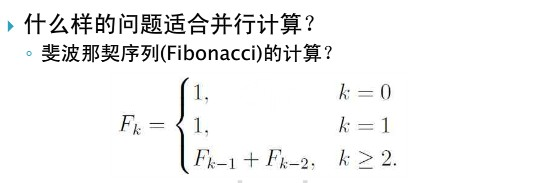 什么样的问题适合并行计算？
斐波那契序列(Fibonacci)的计算？
1, k = 0
F_k = { 1, k = 1
F_{k−1} + F_{k−2}, k ≥ 2.